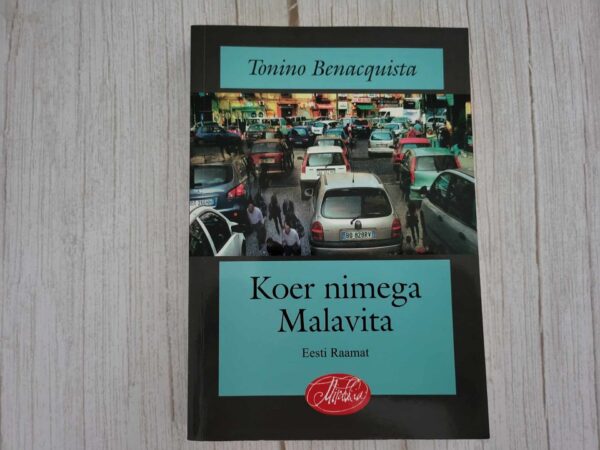 Tonino Benacquista
Koer nimega
Malavita
Eesti Raamat